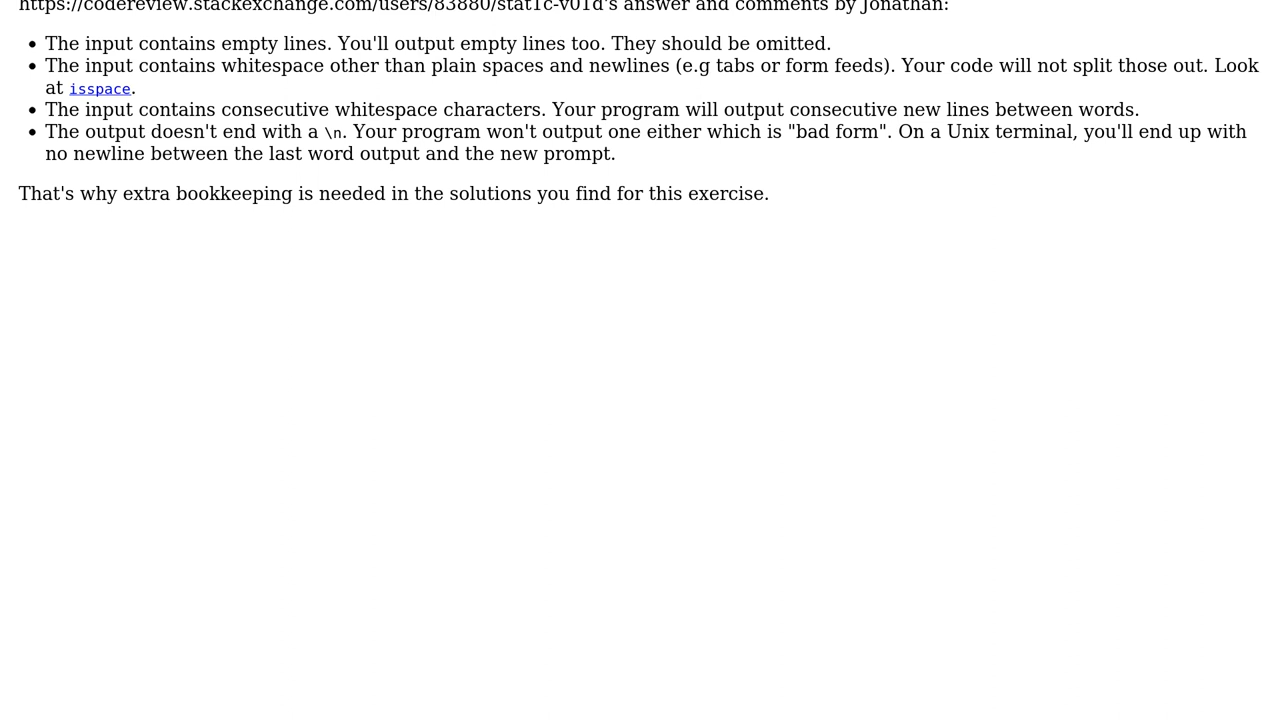 https://codereview.stackexchange.com/users/83880/stat1c-v01d's answer and comments by Jonathan:
The input contains empty lines. You'll output empty lines too. They should be omitted.
The input contains whitespace other than plain spaces and newlines (e.g tabs or form feeds). Your code will not split those out. Look
at isspace.
The input contains consecutive whitespace characters. Your program will output consecutive new lines between words.
The output doesn't end with a \n. Your program won't output one either which is "bad form". On a Unix terminal, you'll end up with
no newline between the last word output and the new prompt.
That's why extra bookkeeping is needed in the solutions you find for this exercise.